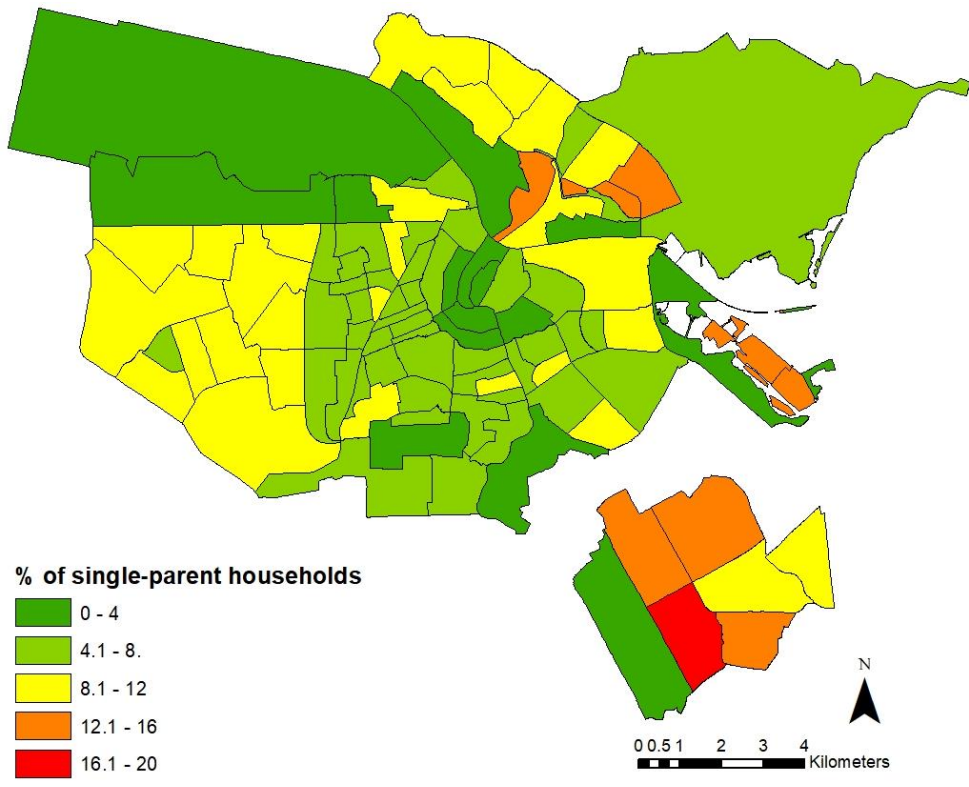 % of single-parent households
0 - 4
4.1 - 8.
8.1 - 12
12.1 - 16
16.1 - 20
N
0 0.5 1 2 3 4
Kilometers